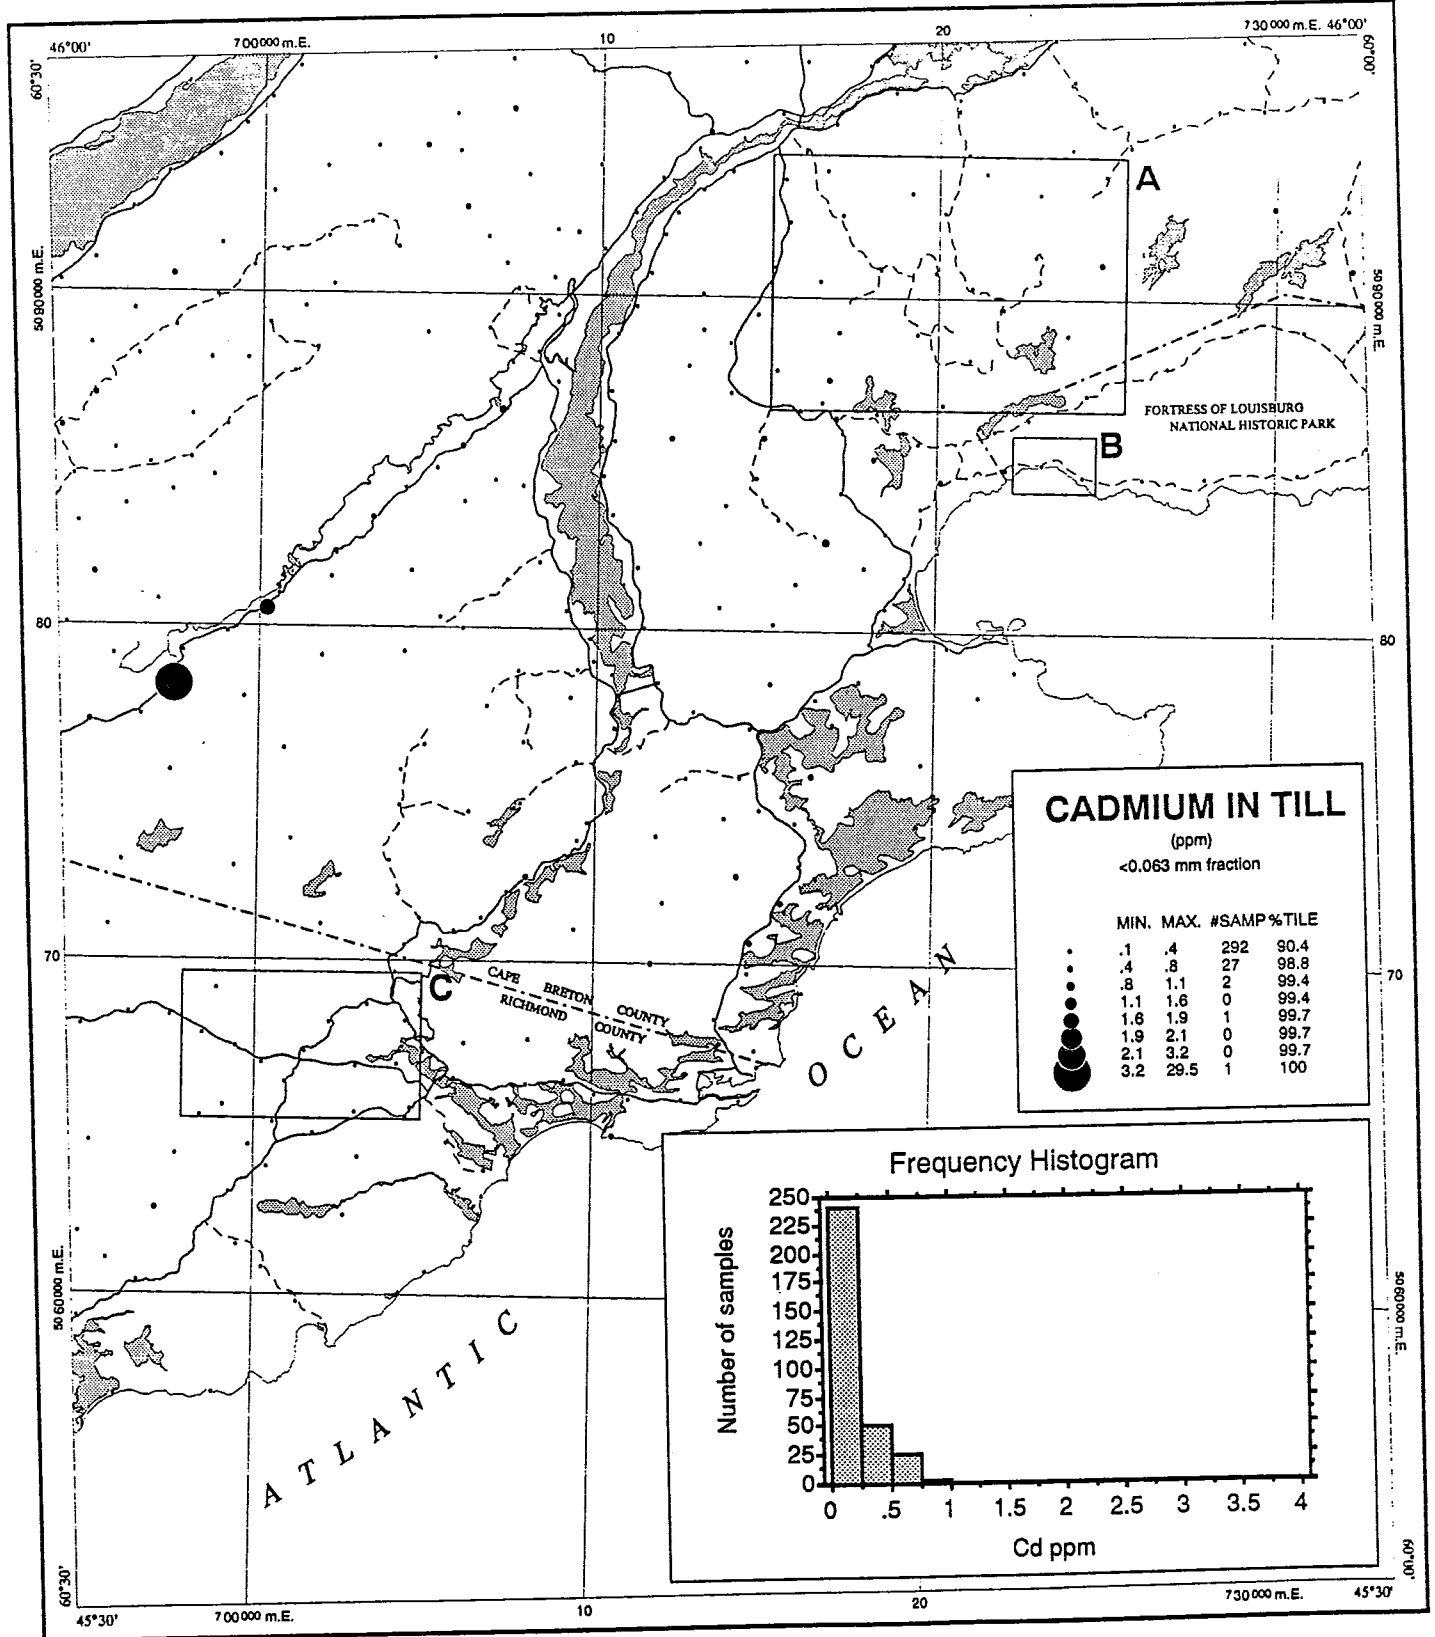 46°00'
700000 m.E.
10
20
730000 m.E. 46°00'
60°30'
60°00'
A
5090000 m.E.
5090000 m.E.
FORTRESS OF LOUISBURG
NATIONAL HISTORIC PARK
B
80
80
CADMIUM IN TILL
(ppm)
<0.063 mm fraction
MIN. MAX. #SAMP %TILE
.1 .4 292 90.4
.4 .8 27 98.8
.8 1.1 2 99.4
1.1 1.6 0 99.4
1.6 1.9 1 99.7
1.9 2.1 0 99.7
2.1 3.2 0 99.7
3.2 29.5 1 100
70
70
C
CAPE BRETON COUNTY
RICHMOND COUNTY
ATLANTIC OCEAN
Frequency Histogram
Number of samples
250
225
200
175
150
125
100
75
50
25
0
0 .5 1 1.5 2 2.5 3 3.5 4
Cd ppm
5060000 m.E.
5060000 m.E.
60°30'
60°00'
45°30'
700000 m.E.
10
20
730000 m.E.
45°30'